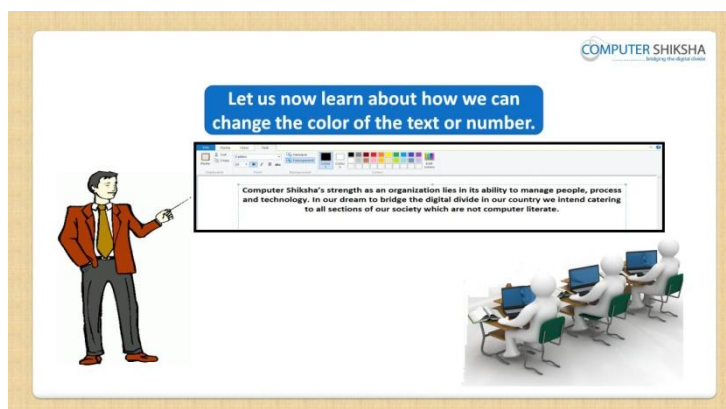 COMPUTER SHIKSHA
bridging the digital divide
Let us now learn about how we can
change the color of the text or number.
Computer Shiksha's strength as an organization lies in its ability to manage people, process
and technology. In our dream to bridge the digital divide in our country we intend catering
to all sections of our society which are not computer literate.